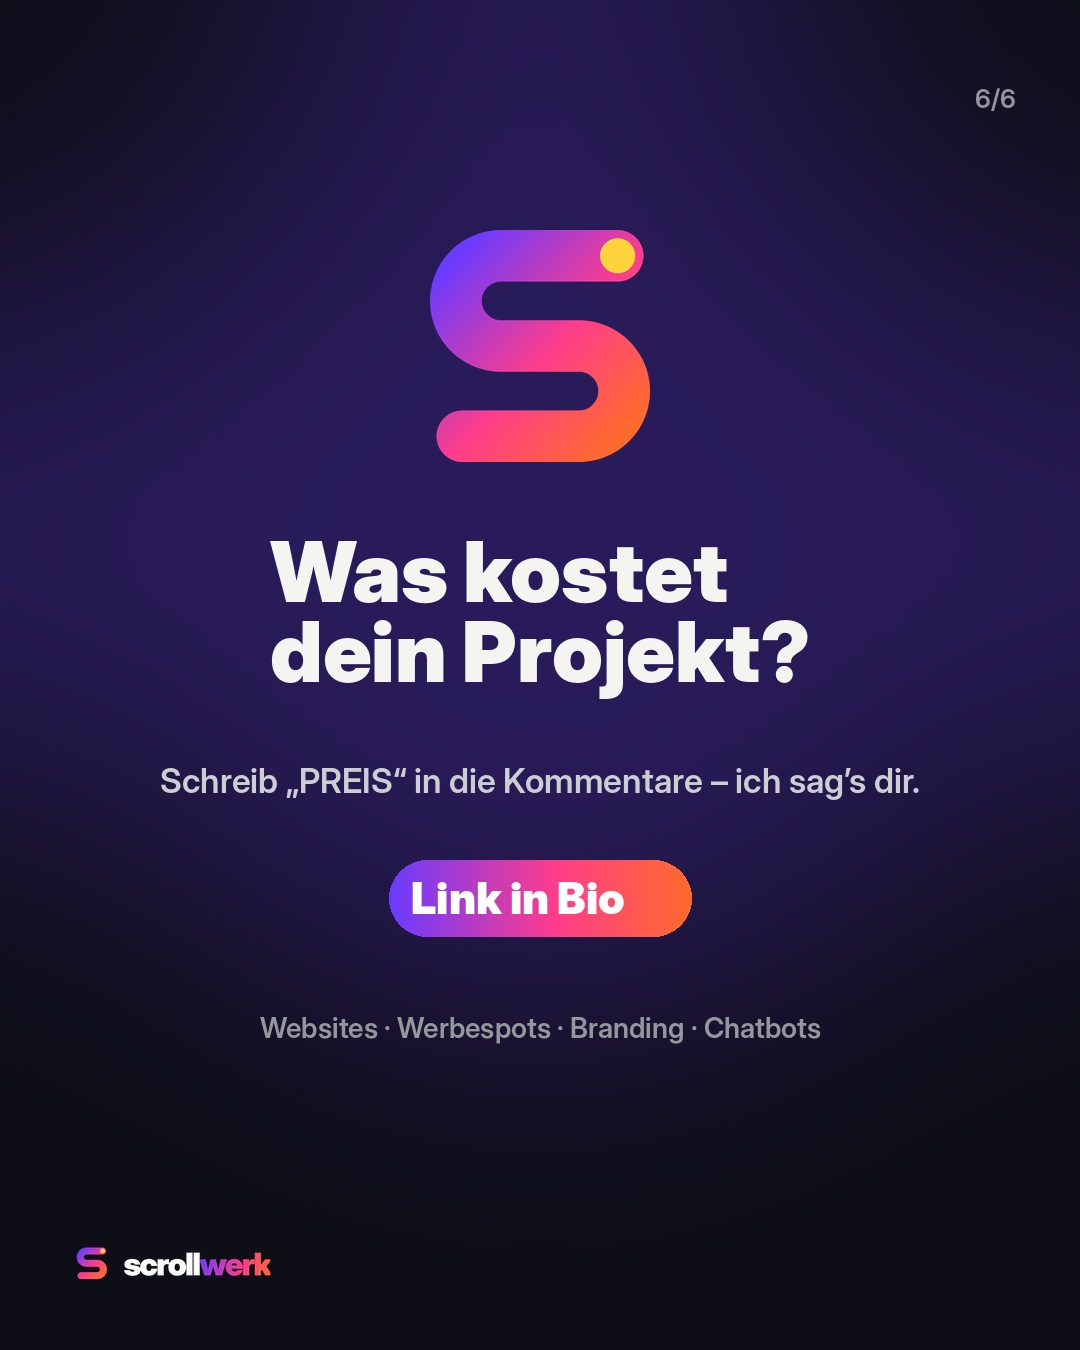 6/6
Was kostet
dein Projekt?
Schreib „PREIS“ in die Kommentare – ich sag’s dir.
Link in Bio
Websites · Werbespots · Branding · Chatbots
scrollwerk